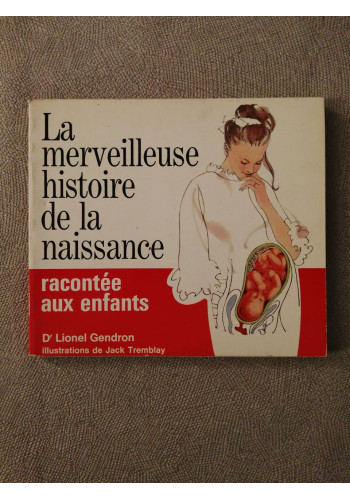 La
merveilleuse
histoire
de la
naissance
racontée
aux enfants
Dr Lionel Gendron
illustrations de Jack Tremblay